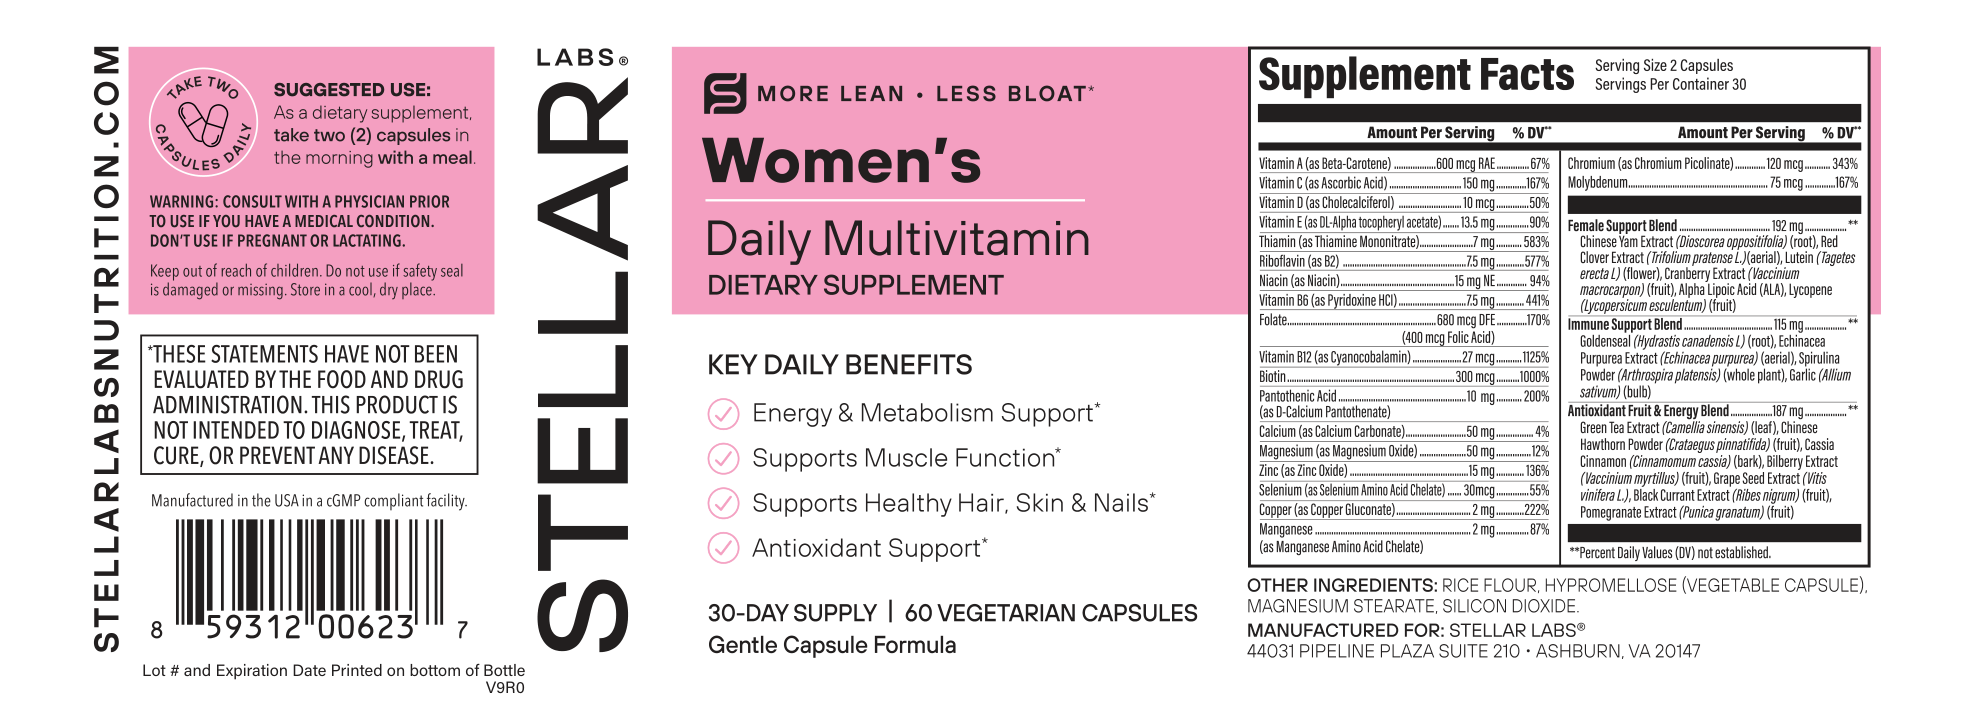 STELLARLABSNUTRITION.COM
TAKE TWO
CAPSULES DAILY
SUGGESTED USE:
As a dietary supplement,
take two (2) capsules in
the morning with a meal.
WARNING: CONSULT WITH A PHYSICIAN PRIOR
TO USE IF YOU HAVE A MEDICAL CONDITION.
DON'T USE IF PREGNANT OR LACTATING.
Keep out of reach of children. Do not use if safety seal
is damaged or missing. Store in a cool, dry place.
*THESE STATEMENTS HAVE NOT BEEN
EVALUATED BY THE FOOD AND DRUG
ADMINISTRATION. THIS PRODUCT IS
NOT INTENDED TO DIAGNOSE, TREAT,
CURE, OR PREVENT ANY DISEASE.
Manufactured in the USA in a cGMP compliant facility.
8 59312 00623 7
Lot # and Expiration Date Printed on bottom of Bottle
V9R0
STELLAR
LABS®
MORE LEAN • LESS BLOAT*
Women's
Daily Multivitamin
DIETARY SUPPLEMENT
KEY DAILY BENEFITS
Energy & Metabolism Support*
Supports Muscle Function*
Supports Healthy Hair, Skin & Nails*
Antioxidant Support*
30-DAY SUPPLY | 60 VEGETARIAN CAPSULES
Gentle Capsule Formula
Supplement Facts
Serving Size 2 Capsules
Servings Per Container 30
Amount Per Serving % DV**
Vitamin A (as Beta-Carotene) 600 mcg RAE 67%
Vitamin C (as Ascorbic Acid) 150 mg 167%
Vitamin D (as Cholecalciferol) 10 mcg 50%
Vitamin E (as DL-Alpha tocopheryl acetate) 13.5 mg 90%
Thiamin (as Thiamine Mononitrate) 7 mg 583%
Riboflavin (as B2) 7.5 mg 577%
Niacin (as Niacin) 15 mg NE 94%
Vitamin B6 (as Pyridoxine HCl) 7.5 mg 441%
Folate 680 mcg DFE 170%
(400 mcg Folic Acid)
Vitamin B12 (as Cyanocobalamin) 27 mcg 1125%
Biotin 300 mcg 1000%
Pantothenic Acid 10 mg 200%
(as D-Calcium Pantothenate)
Calcium (as Calcium Carbonate) 50 mg 4%
Magnesium (as Magnesium Oxide) 50 mg 12%
Zinc (as Zinc Oxide) 15 mg 136%
Selenium (as Selenium Amino Acid Chelate) 30mcg 55%
Copper (as Copper Gluconate) 2 mg 222%
Manganese 2 mg 87%
(as Manganese Amino Acid Chelate)
Amount Per Serving % DV**
Chromium (as Chromium Picolinate) 120 mcg 343%
Molybdenum 75 mcg 167%
Female Support Blend 192 mg **
Chinese Yam Extract (Dioscorea oppositifolia) (root), Red
Clover Extract (Trifolium pratense L.)(aerial), Lutein (Tagetes
erecta L) (flower), Cranberry Extract (Vaccinium
macrocarpon) (fruit), Alpha Lipoic Acid (ALA), Lycopene
(Lycopersicum esculentum) (fruit)
Immune Support Blend 115 mg **
Goldenseal (Hydrastis canadensis L) (root), Echinacea
Purpurea Extract (Echinacea purpurea) (aerial), Spirulina
Powder (Arthrospira platensis) (whole plant), Garlic (Allium
sativum) (bulb)
Antioxidant Fruit & Energy Blend 187 mg **
Green Tea Extract (Camellia sinensis) (leaf), Chinese
Hawthorn Powder (Crataegus pinnatifida) (fruit), Cassia
Cinnamon (Cinnamomum cassia) (bark), Bilberry Extract
(Vaccinium myrtillus) (fruit), Grape Seed Extract (Vitis
vinifera L.), Black Currant Extract (Ribes nigrum) (fruit),
Pomegranate Extract (Punica granatum) (fruit)
**Percent Daily Values (DV) not established.
OTHER INGREDIENTS: RICE FLOUR, HYPROMELLOSE (VEGETABLE CAPSULE),
MAGNESIUM STEARATE, SILICON DIOXIDE.
MANUFACTURED FOR: STELLAR LABS®
44031 PIPELINE PLAZA SUITE 210 • ASHBURN, VA 20147